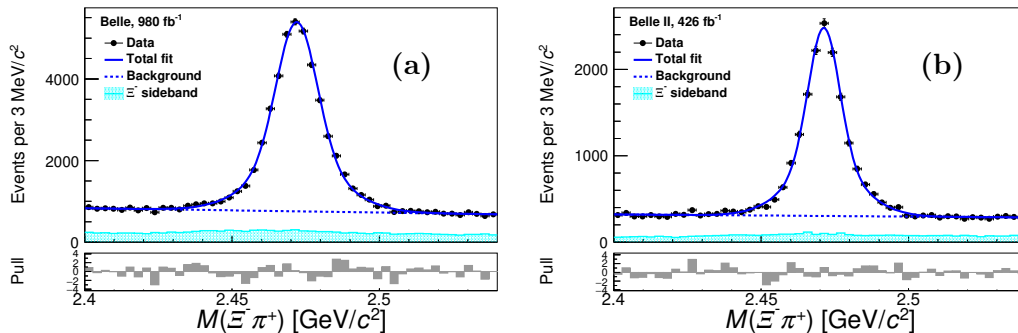 Belle, 980 fb⁻¹
Data
Total fit
Background
Ξ⁻ sideband
(a)
Events per 3 MeV/c²
4000
2000
0
Pull
4
2
0
−2
−4
2.4
2.45
2.5
M(Ξ⁻π⁺) [GeV/c²]
Belle II, 426 fb⁻¹
Data
Total fit
Background
Ξ⁻ sideband
(b)
Events per 3 MeV/c²
2000
1000
0
Pull
4
2
0
−2
−4
2.4
2.45
2.5
M(Ξ⁻π⁺) [GeV/c²]